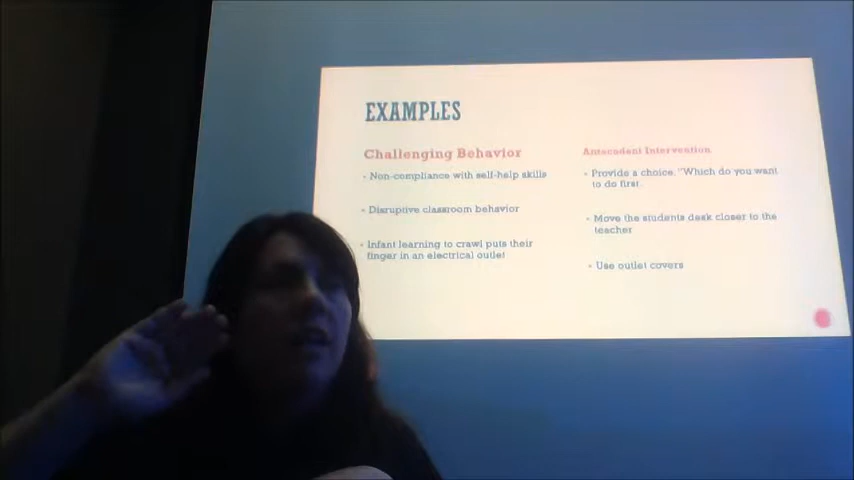 EXAMPLES
Challenging Behavior
• Non-compliance with self-help skills
• Disruptive classroom behavior
• Infant learning to crawl puts their
finger in an electrical outlet
Antecedent Intervention
• Provide a choice. "Which do you want
to do first.
• Move the students desk closer to the
teacher
• Use outlet covers